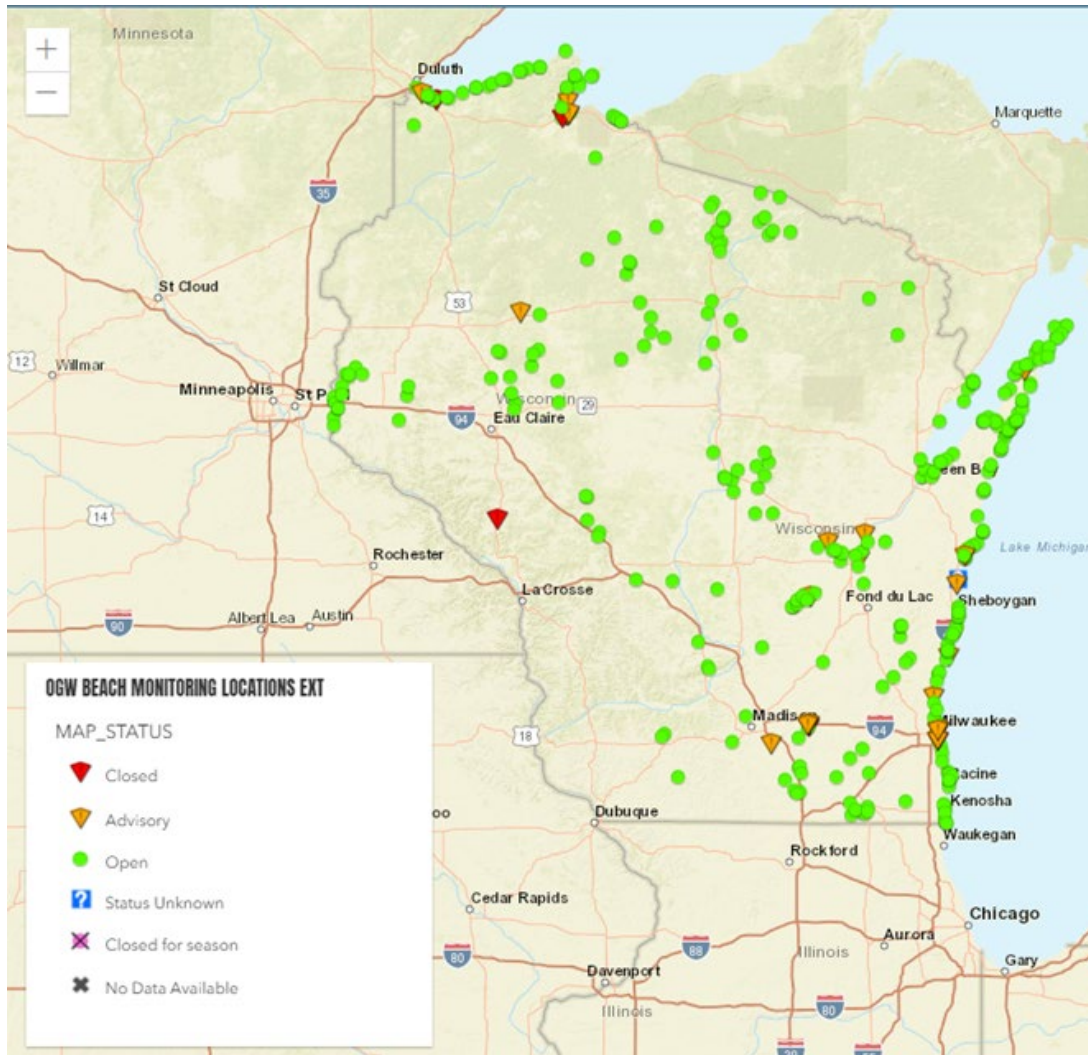 +
−
Minnesota
Duluth
Marquette
35
St Cloud
53
12
Willmar
Minneapolis
St P
Wisconsin
29
94
Eau Claire
14
Rochester
Wisconsin
Lake Michigan
La Crosse
Fond du Lac
Sheboygan
Albert Lea
Austin
90
OGW BEACH MONITORING LOCATIONS EXT
MAP_STATUS
Closed
Advisory
Open
Status Unknown
Closed for season
No Data Available
18
Madison
94
Milwaukee
Racine
Kenosha
Dubuque
Waukegan
Rockford
Cedar Rapids
Chicago
Aurora
88
Illinois
80
Gary
Davenport
Illinois
80